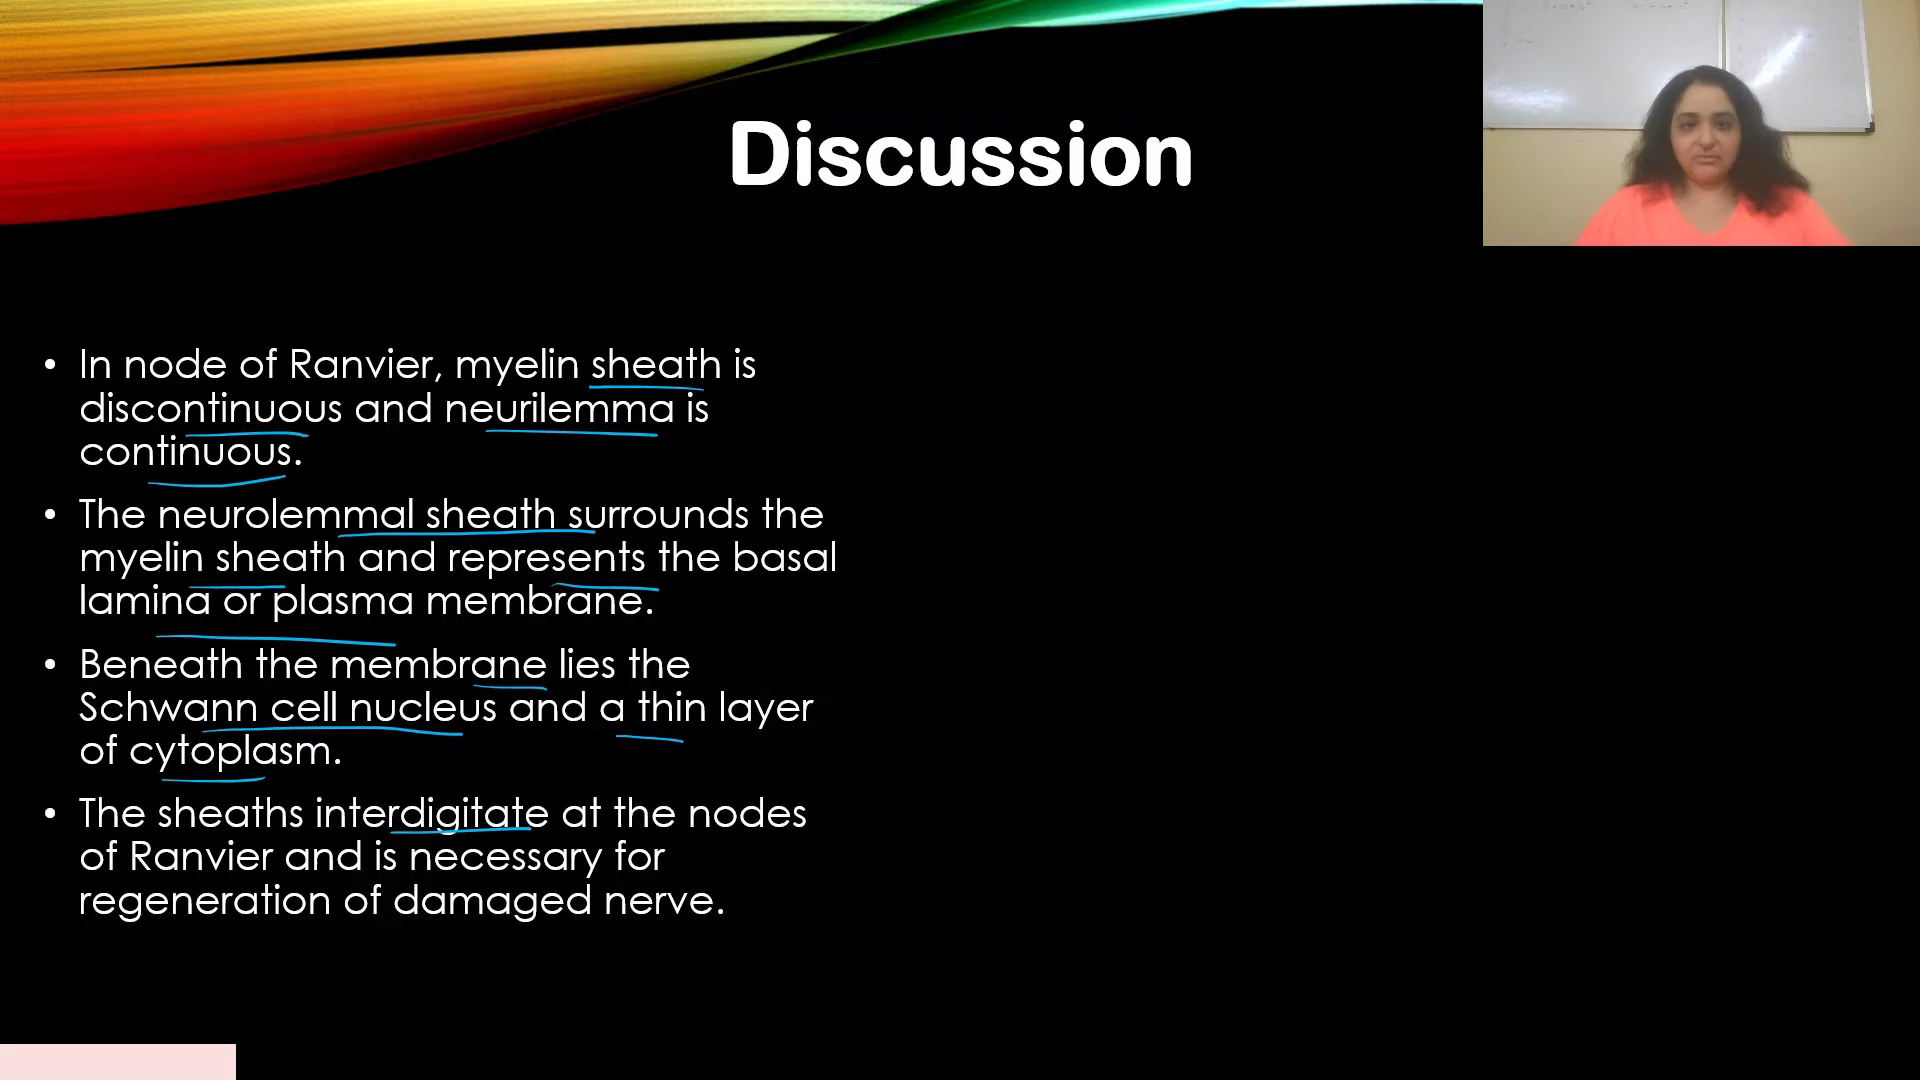 Discussion
• In node of Ranvier, myelin sheath is
discontinuous and neurilemma is
continuous.
• The neurolemmal sheath surrounds the
myelin sheath and represents the basal
lamina or plasma membrane.
• Beneath the membrane lies the
Schwann cell nucleus and a thin layer
of cytoplasm.
• The sheaths interdigitate at the nodes
of Ranvier and is necessary for
regeneration of damaged nerve.